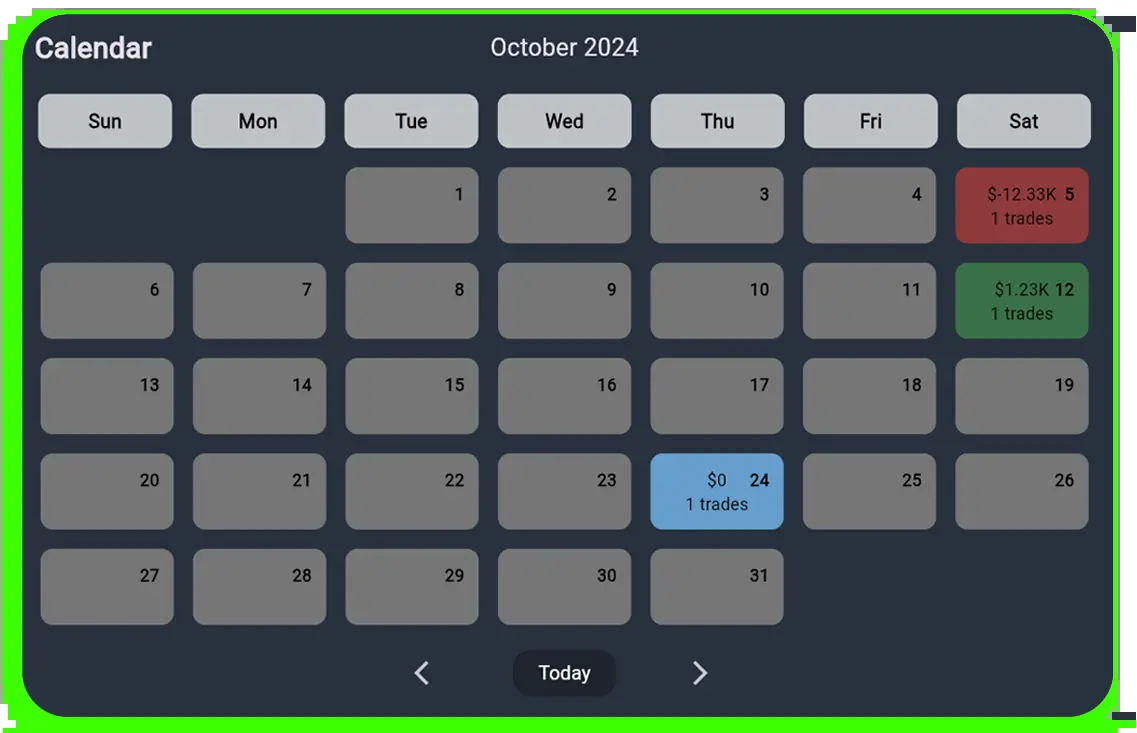 Calendar October 2024
Sun Mon Tue Wed Thu Fri Sat
1 2 3 4 $-12.33K 5
1 trades
6 7 8 9 10 11 $1.23K 12
1 trades
13 14 15 16 17 18 19
20 21 22 23 $0 24 25 26
1 trades
27 28 29 30 31
Today